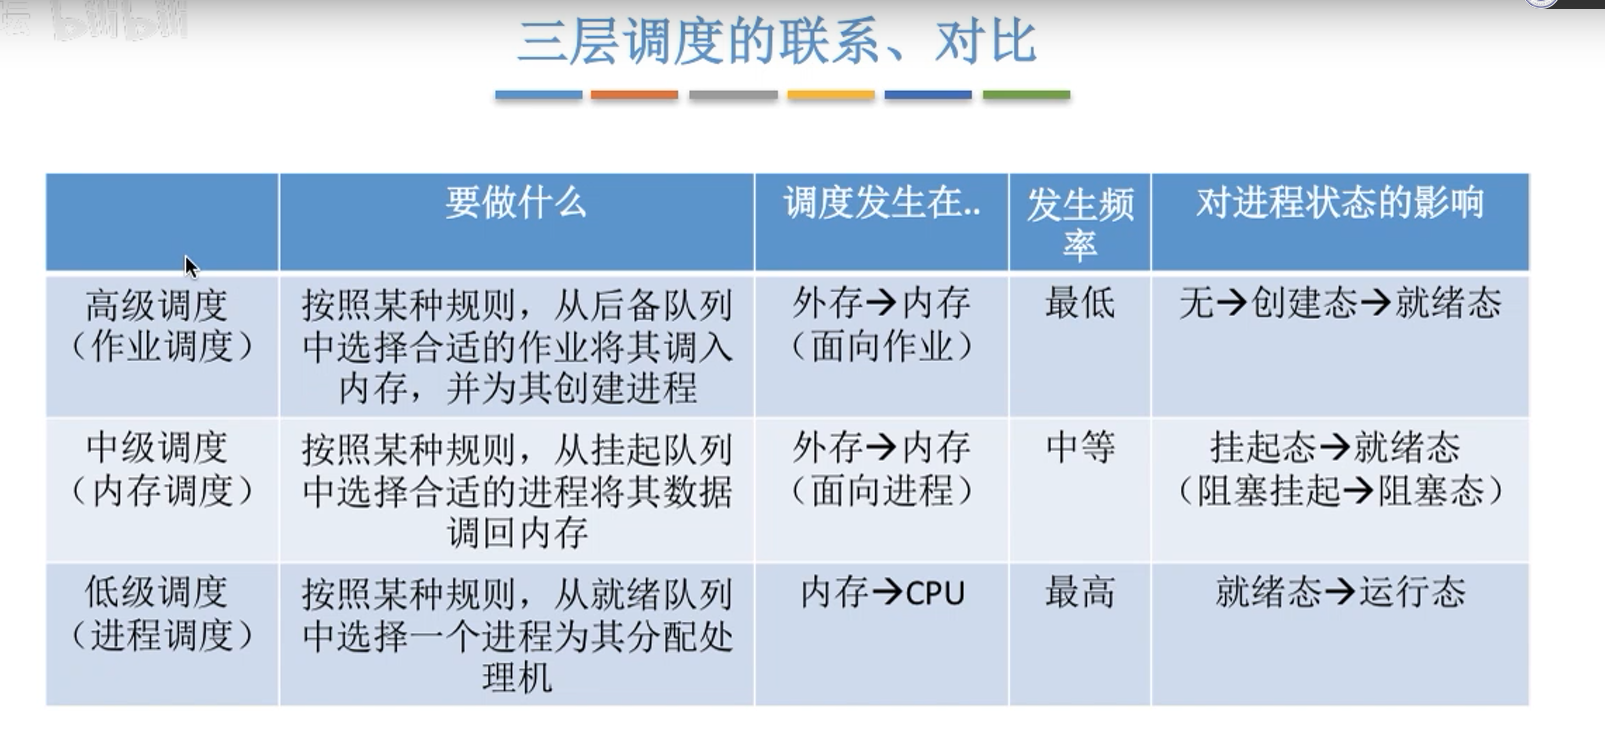 三层调度的联系、对比
要做什么
调度发生在..
发生频
率
对进程状态的影响
高级调度
（作业调度）
按照某种规则，从后备队列
中选择合适的作业将其调入
内存，并为其创建进程
外存→内存
（面向作业）
最低
无→创建态→就绪态
中级调度
（内存调度）
按照某种规则，从挂起队列
中选择合适的进程将其数据
调回内存
外存→内存
（面向进程）
中等
挂起态→就绪态
（阻塞挂起→阻塞态）
低级调度
（进程调度）
按照某种规则，从就绪队列
中选择一个进程为其分配处
理机
内存→CPU
最高
就绪态→运行态